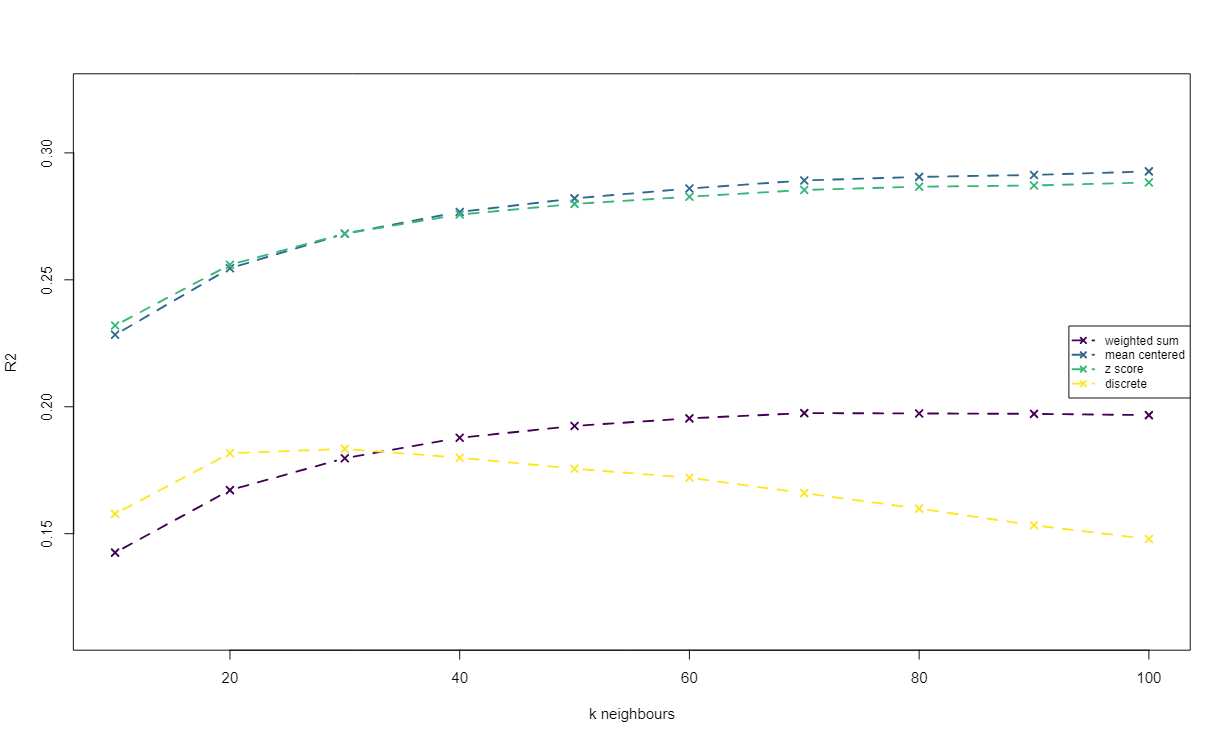 0.30
0.25
0.20
0.15
R2
weighted sum
mean centered
z score
discrete
20 40 60 80 100
k neighbours